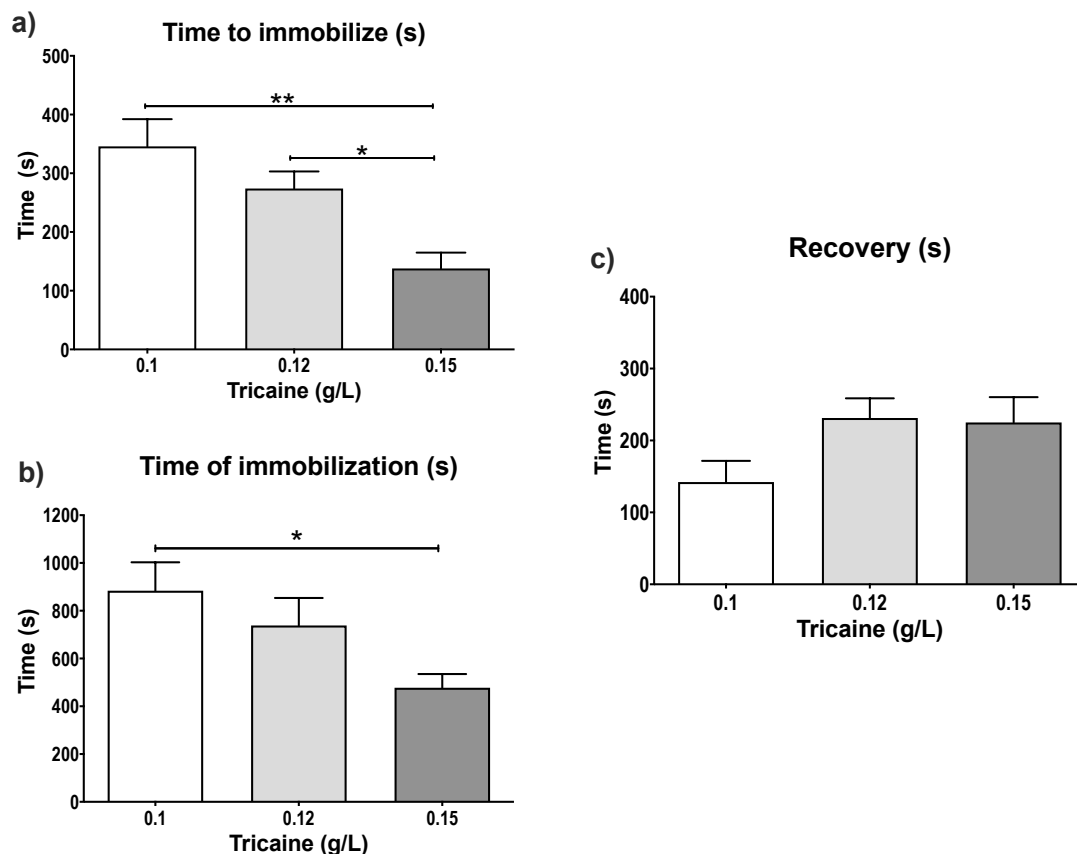 a)
Time to immobilize (s)
500
400
300
200
100
0
Time (s)
**
*
0.1 0.12 0.15
Tricaine (g/L)
b)
Time of immobilization (s)
1200
1000
800
600
400
200
0
Time (s)
*
0.1 0.12 0.15
Tricaine (g/L)
c)
Recovery (s)
400
300
200
100
0
Time (s)
0.1 0.12 0.15
Tricaine (g/L)